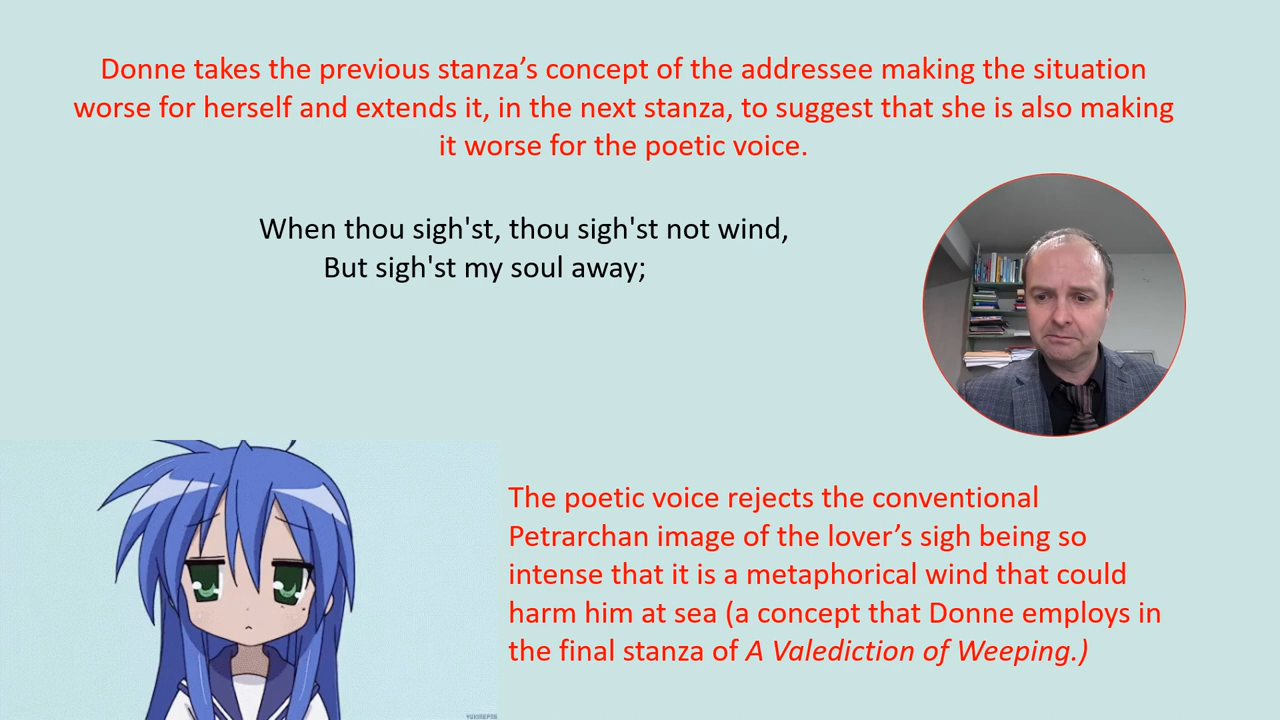 Donne takes the previous stanza’s concept of the addressee making the situation
worse for herself and extends it, in the next stanza, to suggest that she is also making
it worse for the poetic voice.
When thou sigh'st, thou sigh'st not wind,
But sigh'st my soul away;
The poetic voice rejects the conventional
Petrarchan image of the lover’s sigh being so
intense that it is a metaphorical wind that could
harm him at sea (a concept that Donne employs in
the final stanza of A Valediction of Weeping.)